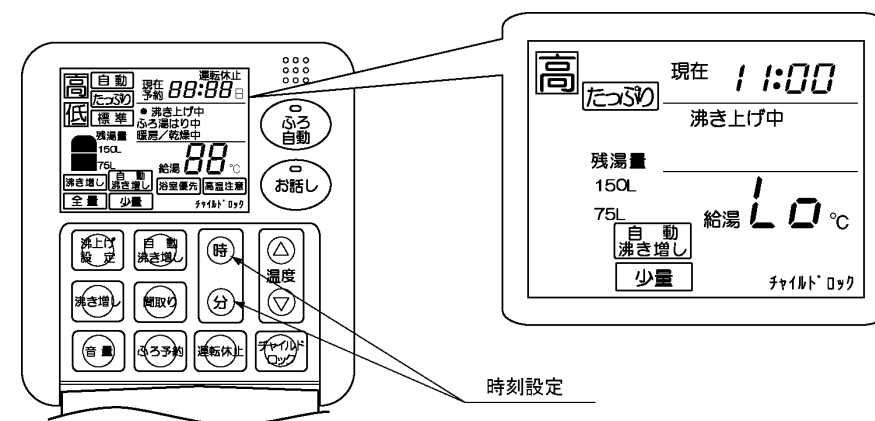 高 自動 現在 運転休止
たっぷり 予約 88:88 日
低 標準 ● 沸き上げ中
ふろ湯はり中
残湯量 暖房／乾燥中
150L
75L 給湯 88 ℃
沸き増し 自動沸き増し 浴室優先 高温注意
全量 少量 ﾁｬｲﾙﾄﾞﾛｯｸ
ふろ自動
お話し
沸上げ設定 自動沸き増し 時 温度
沸き増し 聞取り 分
音量 ふろ予約 運転休止 チャイルドロック
時刻設定
高 たっぷり 現在 11:00
沸き上げ中
残湯量
150L
75L 給湯 Lo ℃
自動
沸き増し
少量 ﾁｬｲﾙﾄﾞﾛｯｸ